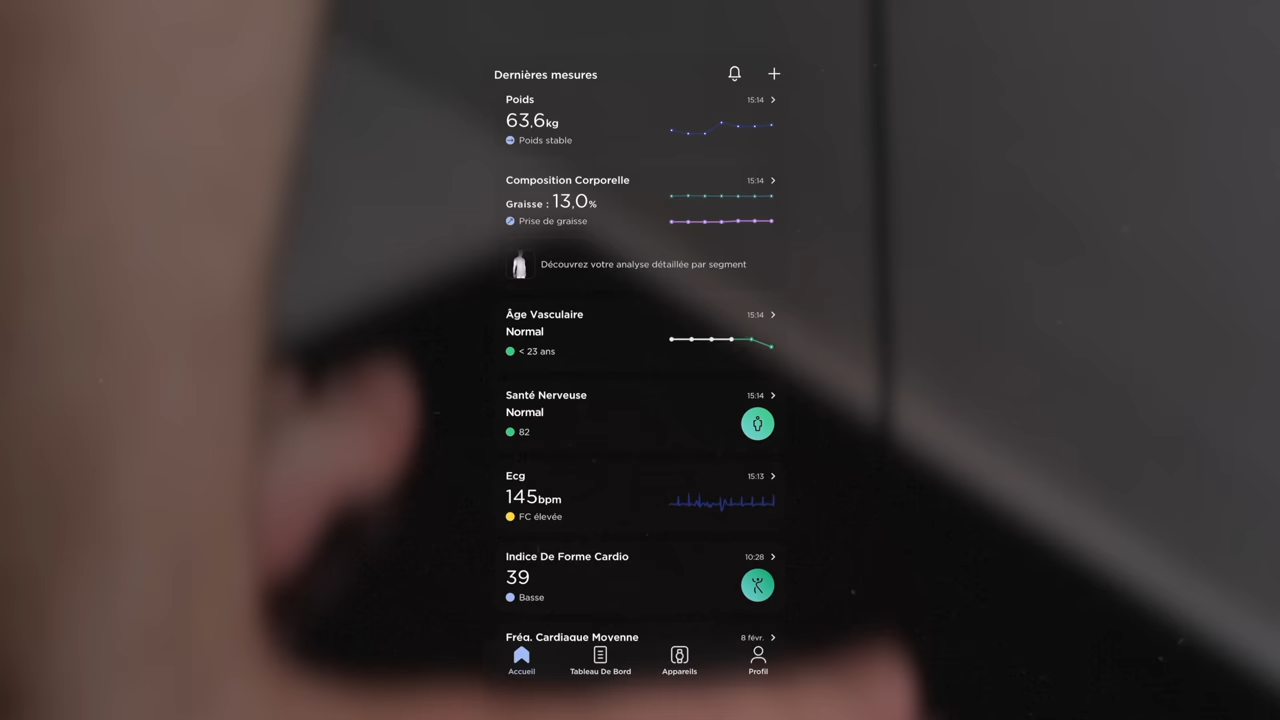 Dernières mesures
Poids
15:14
63,6kg
Poids stable
Composition Corporelle
15:14
Graisse : 13,0%
Prise de graisse
Découvrez votre analyse détaillée par segment
Âge Vasculaire
15:14
Normal
< 23 ans
Santé Nerveuse
15:14
Normal
82
Ecg
15:13
145bpm
FC élevée
Indice De Forme Cardio
10:28
39
Basse
Fréq. Cardiaque Moyenne
8 févr.
Accueil
Tableau De Bord
Appareils
Profil